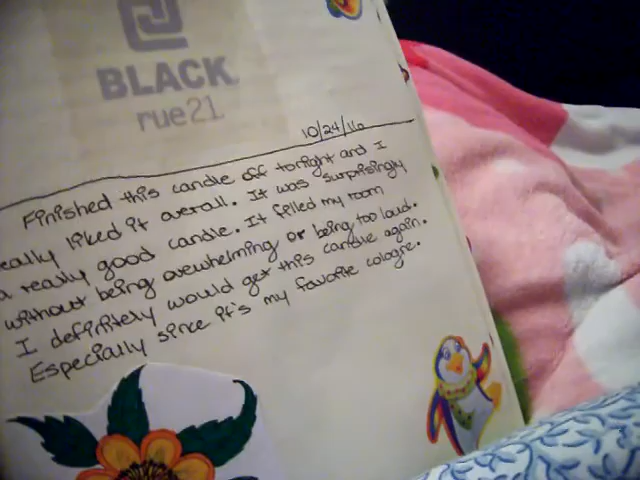 BLACK
rue21
10/24/16
Finished this candle off tonight and I
really liked it overall. It was surprisingly
a really good candle. It filled my room
without being overwhelming or being too loud.
I definitely would get this candle again.
Especially since it's my favorite cologne.